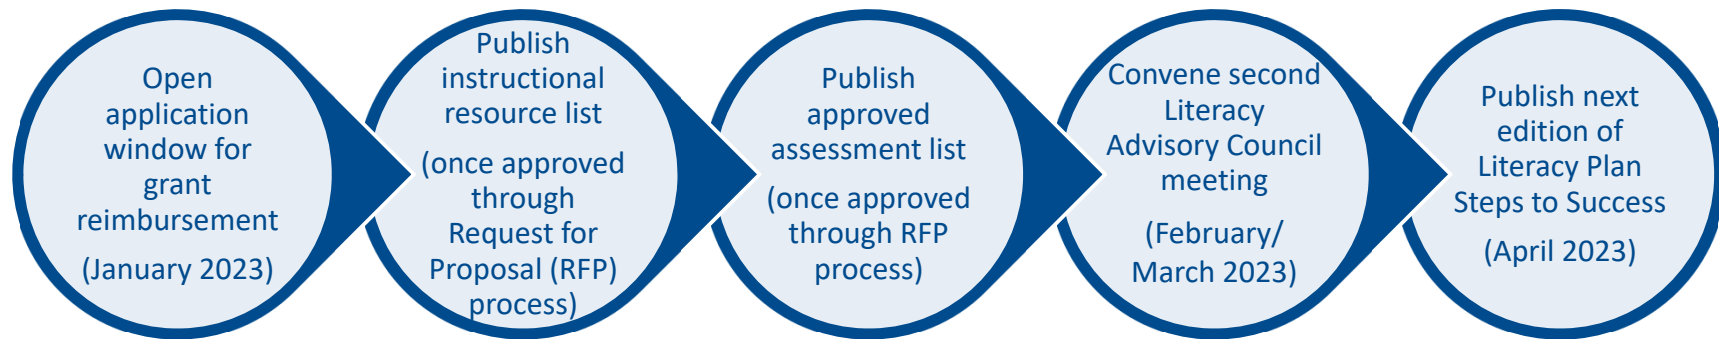 Open
application
window for
grant
reimbursement
(January 2023)
Publish
instructional
resource list
(once approved
through
Request for
Proposal (RFP)
process)
Publish
approved
assessment list
(once approved
through RFP
process)
Convene second
Literacy
Advisory Council
meeting
(February/
March 2023)
Publish next
edition of
Literacy Plan
Steps to Success
(April 2023)